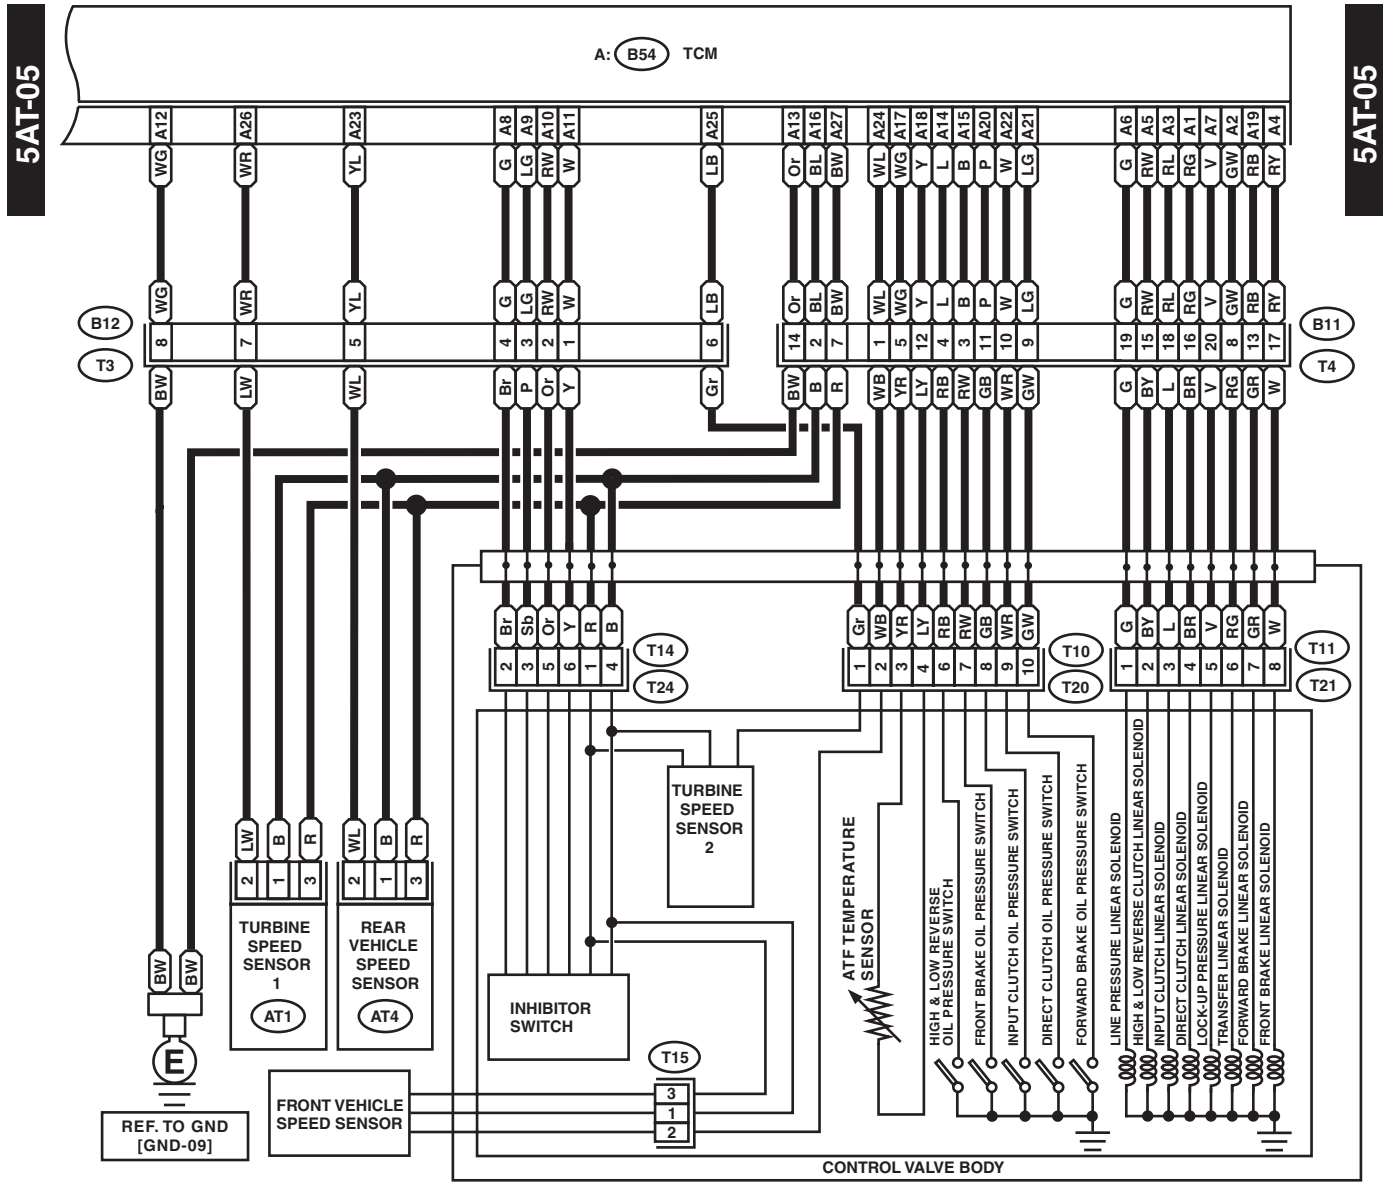 5AT-05
5AT-05
A: B54 TCM
A12 A26 A23 A8 A9 A10 A11 A25 A13 A16 A27 A24 A17 A18 A14 A15 A20 A22 A21 A6 A5 A3 A1 A7 A2 A19 A4
WG WR YL G LG RW W LB Or BL BW WL WG Y L B P W LG G RW RL RG V GW RB RY
WG WR YL G LG RW W LB Or BL BW WL WG Y L B P W LG G RW RL RG V GW RB RY
B12
B11
8 7 5 4 3 2 1 6 14 2 7 1 5 12 4 3 11 10 9 19 15 18 16 20 8 13 17
T3
T4
BW LW WL Br P Or Y Gr BW B R WB YR LY RB RW GB WR GW G BY L BR V RG GR W
Br Sb Or Y R B
Gr WB YR LY RB RW GB WR GW
G BY L BR V RG GR W
T14
T10
T11
2 3 5 6 1 4
1 2 3 4 6 7 8 9 10
1 2 3 4 5 6 7 8
T24
T20
T21
TURBINE
SPEED
SENSOR
2
LW B R
WL B R
2 1 3
2 1 3
TURBINE
SPEED
SENSOR
1
AT1
REAR
VEHICLE
SPEED
SENSOR
AT4
BW BW
E
REF. TO GND
[GND-09]
INHIBITOR
SWITCH
T15
3
1
2
FRONT VEHICLE
SPEED SENSOR
ATF TEMPERATURE
SENSOR
HIGH & LOW REVERSE
OIL PRESSURE SWITCH
FRONT BRAKE OIL PRESSURE SWITCH
INPUT CLUTCH OIL PRESSURE SWITCH
DIRECT CLUTCH OIL PRESSURE SWITCH
FORWARD BRAKE OIL PRESSURE SWITCH
LINE PRESSURE LINEAR SOLENOID
HIGH & LOW REVERSE CLUTCH LINEAR SOLENOID
INPUT CLUTCH LINEAR SOLENOID
DIRECT CLUTCH LINEAR SOLENOID
LOCK-UP PRESSURE LINEAR SOLENOID
TRANSFER LINEAR SOLENOID
FORWARD BRAKE LINEAR SOLENOID
FRONT BRAKE LINEAR SOLENOID
CONTROL VALVE BODY